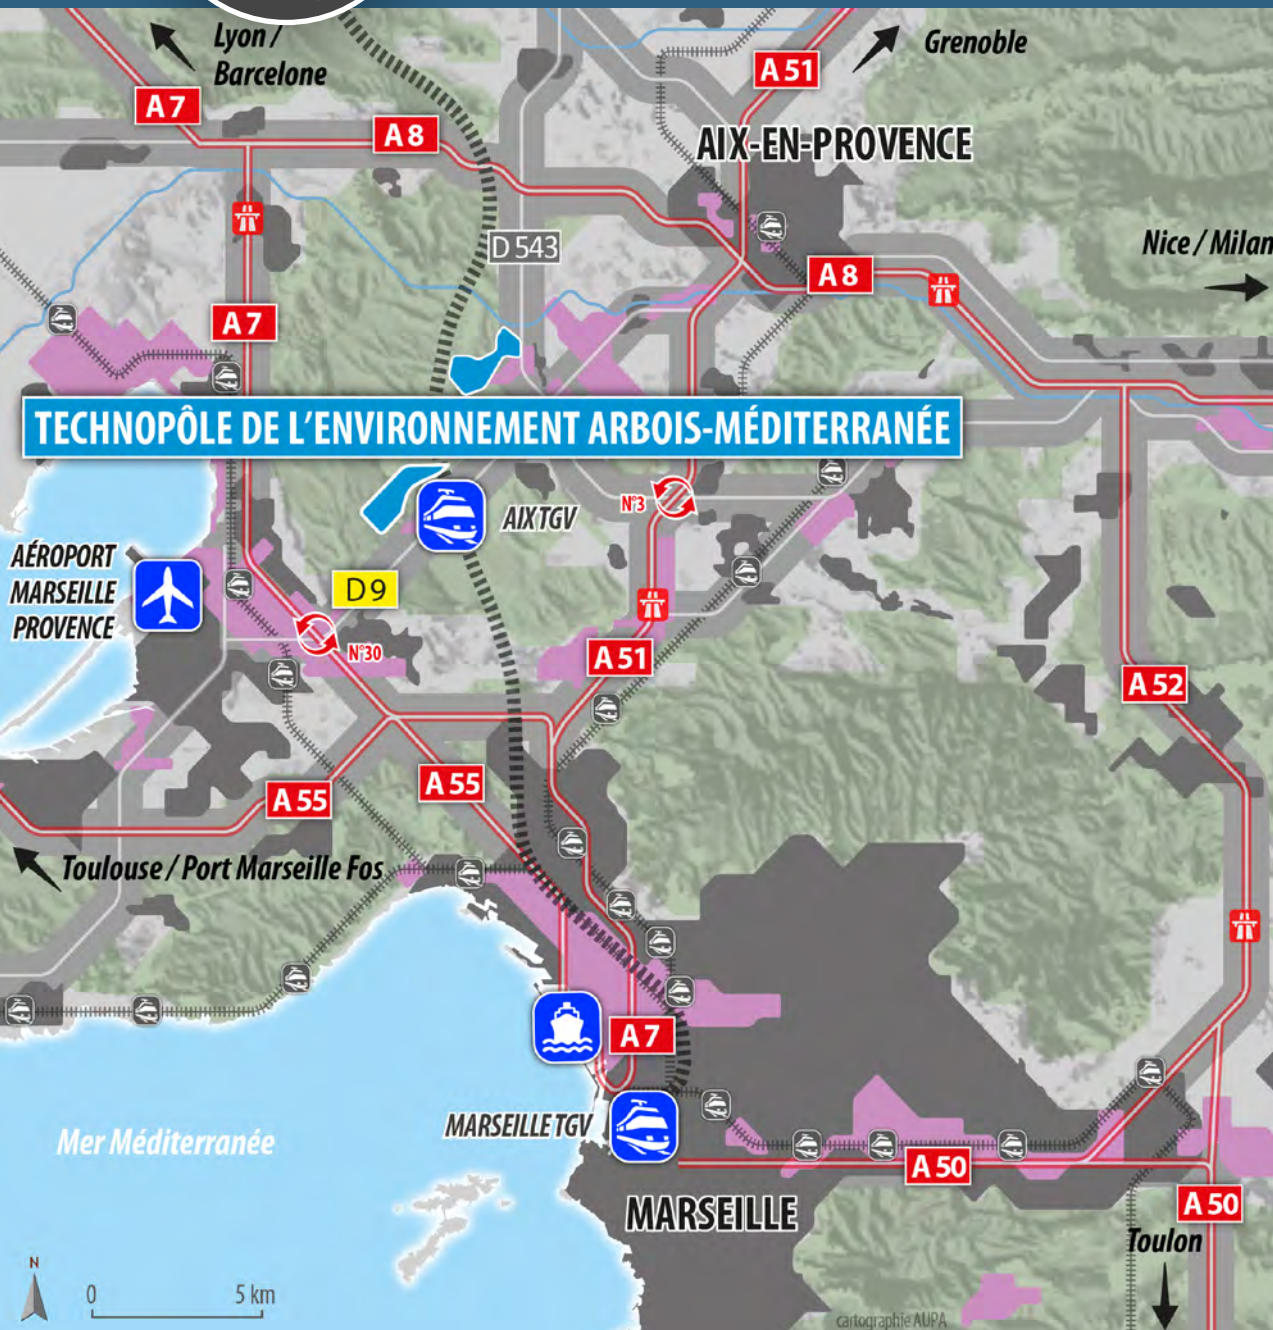 Lyon /
Barcelone
Grenoble
A 51
A 7
A 8
AIX-EN-PROVENCE
D 543
Nice / Milan
A 8
A 7
TECHNOPÔLE DE L'ENVIRONNEMENT ARBOIS-MÉDITERRANÉE
N°3
AIX TGV
AÉROPORT
MARSEILLE
PROVENCE
D 9
N°30
A 51
A 52
A 55
A 55
Toulouse / Port Marseille Fos
A 7
MARSEILLE TGV
Mer Méditerranée
A 50
MARSEILLE
A 50
Toulon
N
0
5 km
cartographie AUPA